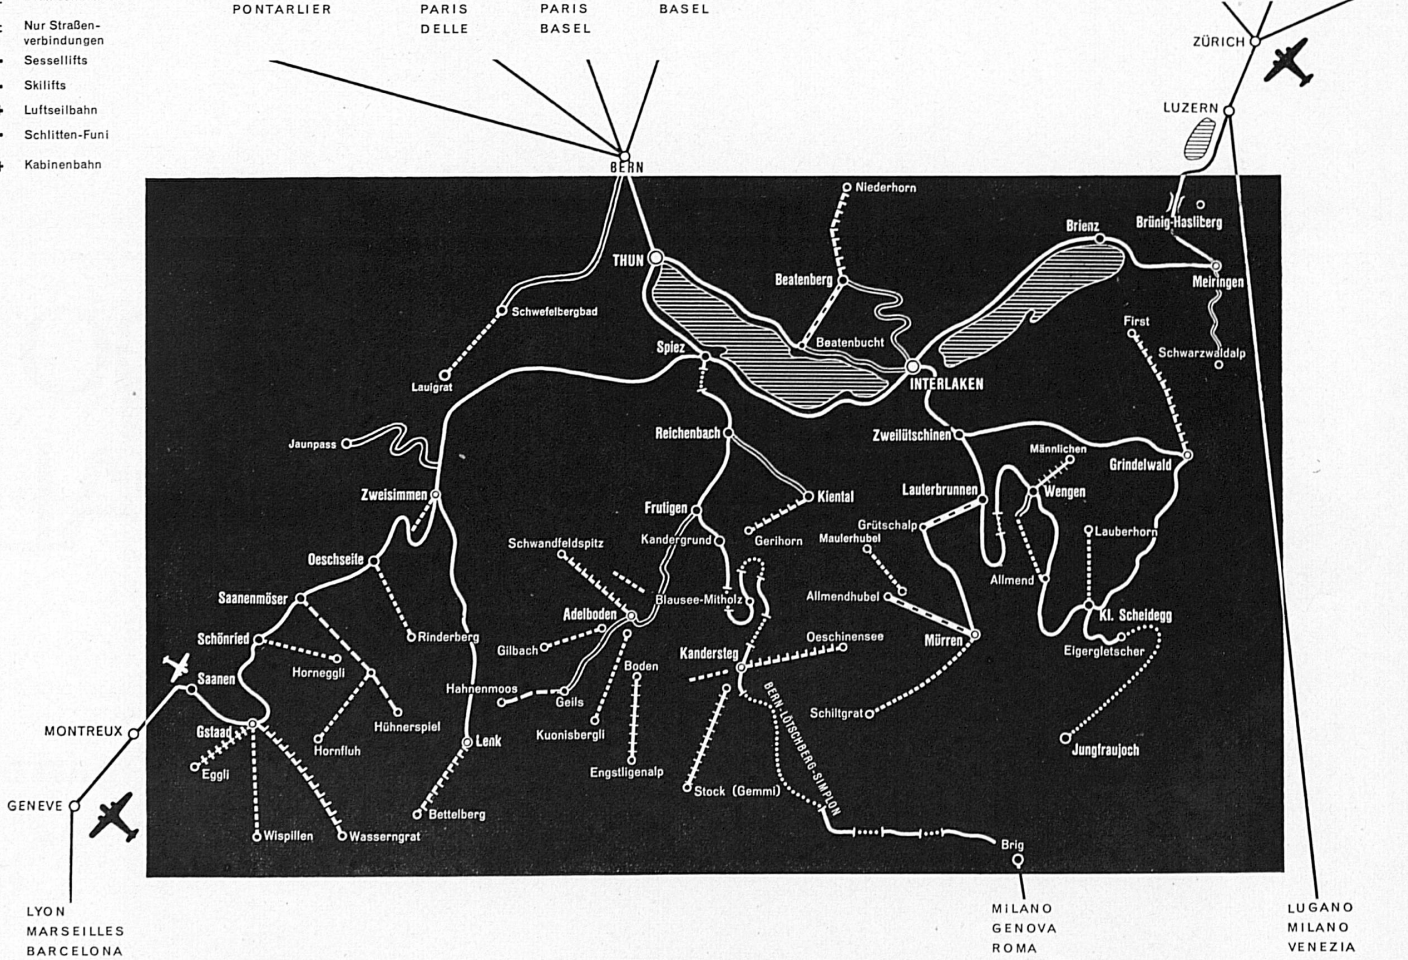 PONTARLIER
PARIS
DELLE
PARIS
BASEL
BASEL
Nur Straßen-
verbindungen
Sessellifts
Skilifts
Luftseilbahn
Schlitten-Funi
Kabinenbahn
ZÜRICH
LUZERN
BERN
Niederhorn
Brünig-Hasliberg
Brienz
THUN
Beatenberg
Meiringen
Schwefelbergbad
First
Beatenbucht
Spiez
Schwarzwaldalp
Lauigrat
INTERLAKEN
Reichenbach
Zweilütschinen
Jaunpass
Männlichen
Grindelwald
Zweisimmen
Lauterbrunnen
Wengen
Kiental
Frutigen
Grütschalp
Lauberhorn
Kandergrund
Gerihorn
Maulerhubel
Schwandfeldspitz
Oeschseite
Allmend
Saanenmöser
Blausee-Mitholz
Allmendhubel
Adelboden
Kl. Scheidegg
Schönried
Rinderberg
Oeschinensee
Mürren
Gilbach
Kandersteg
Eigergletscher
Horneggli
Boden
Saanen
Hahnenmoos
Geils
Schiltgrat
MONTREUX
Gstaad
Hühnerspiel
Kuonisbergli
BERN-LÖTSCHBERG-SIMPLON
Lenk
Hornfluh
Jungfraujoch
Eggli
Engstligenalp
Stock (Gemmi)
GENEVE
Bettelberg
Wispillen
Wasserngrat
Brig
LYON
MARSEILLES
BARCELONA
MILANO
GENOVA
ROMA
LUGANO
MILANO
VENEZIA